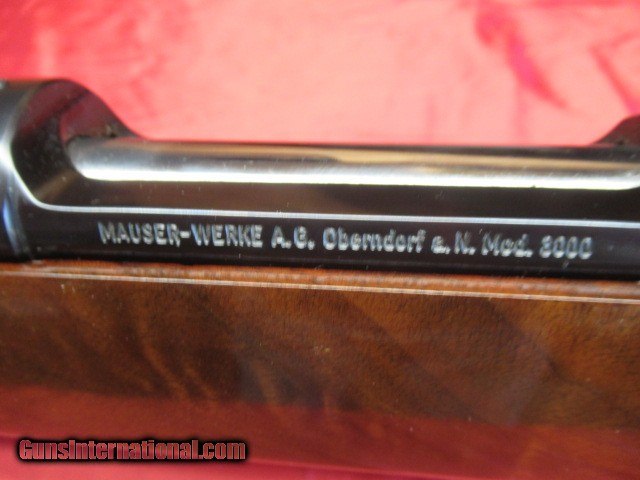 MAUSER-WERKE A.G. Oberndorf a.N. Mod. 3000
GunsInternational.com